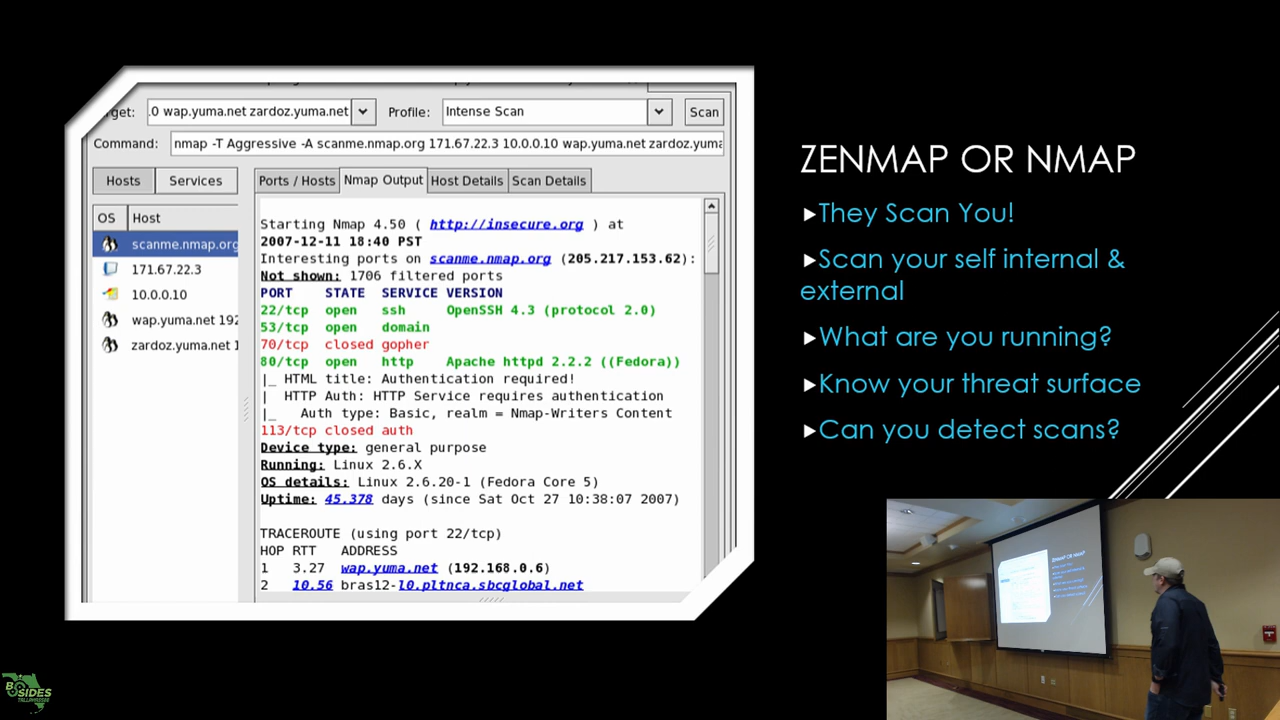 rget:
.0 wap.yuma.net zardoz.yuma.net
Profile:
Intense Scan
Scan
Command:
nmap -T Aggressive -A scanme.nmap.org 171.67.22.3 10.0.0.10 wap.yuma.net zardoz.yuma
Hosts
Services
Ports / Hosts
Nmap Output
Host Details
Scan Details
OS
Host
scanme.nmap.org
171.67.22.3
10.0.0.10
wap.yuma.net 192
zardoz.yuma.net 1
Starting Nmap 4.50 ( http://insecure.org ) at
2007-12-11 18:40 PST
Interesting ports on scanme.nmap.org (205.217.153.62):
Not shown: 1706 filtered ports
PORT STATE SERVICE VERSION
22/tcp open ssh OpenSSH 4.3 (protocol 2.0)
53/tcp open domain
70/tcp closed gopher
80/tcp open http Apache httpd 2.2.2 ((Fedora))
|_ HTML title: Authentication required!
| HTTP Auth: HTTP Service requires authentication
|_ Auth type: Basic, realm = Nmap-Writers Content
113/tcp closed auth
Device type: general purpose
Running: Linux 2.6.X
OS details: Linux 2.6.20-1 (Fedora Core 5)
Uptime: 45.378 days (since Sat Oct 27 10:38:07 2007)
TRACEROUTE (using port 22/tcp)
HOP RTT ADDRESS
1 3.27 wap.yuma.net (192.168.0.6)
2 10.56 bras12-l0.pltnca.sbcglobal.net
ZENMAP OR NMAP
►They Scan You!
►Scan your self internal &
external
►What are you running?
►Know your threat surface
►Can you detect scans?
ZENMAP OR NMAP
BSIDES
TALLAHASSEE